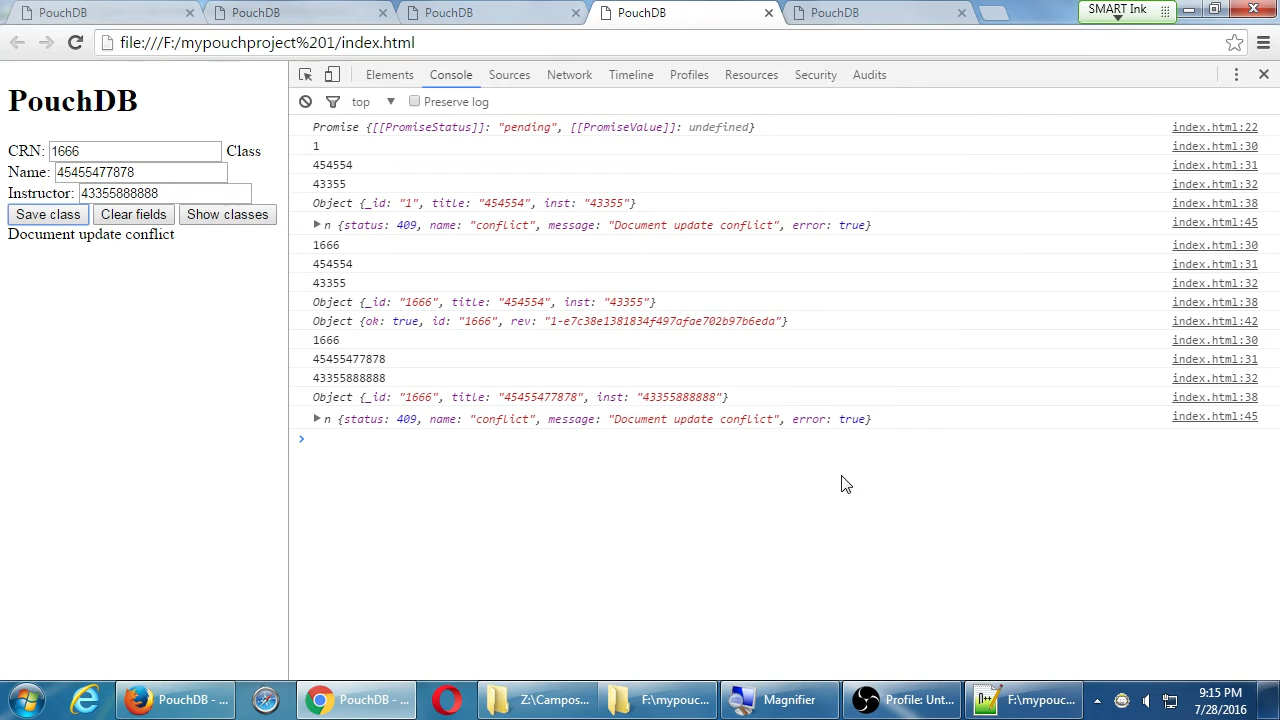 PouchDB PouchDB PouchDB PouchDB PouchDB SMART Ink
file:///F:/mypouchproject%201/index.html
PouchDB
CRN: 1666 Class
Name: 45455477878
Instructor: 43355888888
Save class Clear fields Show classes
Document update conflict
Elements Console Sources Network Timeline Profiles Resources Security Audits
top Preserve log
Promise {[[PromiseStatus]]: "pending", [[PromiseValue]]: undefined} index.html:22
1 index.html:30
454554 index.html:31
43355 index.html:32
Object {_id: "1", title: "454554", inst: "43355"} index.html:38
n {status: 409, name: "conflict", message: "Document update conflict", error: true} index.html:45
1666 index.html:30
454554 index.html:31
43355 index.html:32
Object {_id: "1666", title: "454554", inst: "43355"} index.html:38
Object {ok: true, id: "1666", rev: "1-e7c38e1381834f497afae702b97b6eda"} index.html:42
1666 index.html:30
45455477878 index.html:31
43355888888 index.html:32
Object {_id: "1666", title: "45455477878", inst: "43355888888"} index.html:38
n {status: 409, name: "conflict", message: "Document update conflict", error: true} index.html:45
PouchDB - ... PouchDB - ... Z:\Campos... F:\mypouc... Magnifier Profile: Unt... F:\mypouc... 9:15 PM
7/28/2016